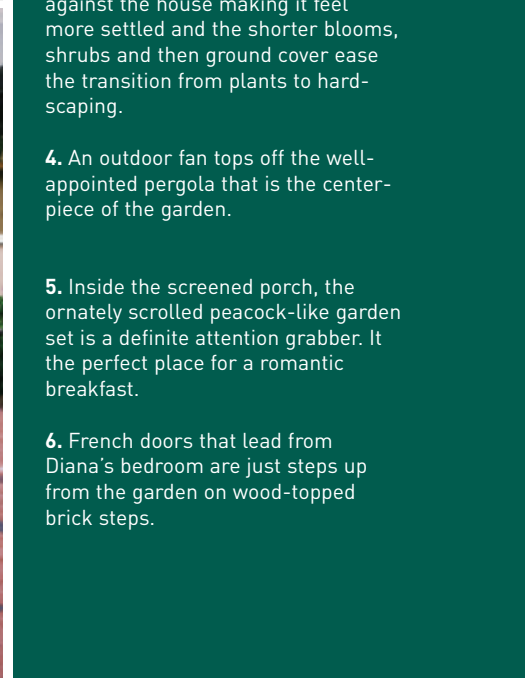 against the house making it feel
more settled and the shorter blooms,
shrubs and then ground cover ease
the transition from plants to hard-
scaping.
4. An outdoor fan tops off the well-
appointed pergola that is the center-
piece of the garden.
5. Inside the screened porch, the
ornately scrolled peacock-like garden
set is a definite attention grabber. It
the perfect place for a romantic
breakfast.
6. French doors that lead from
Diana’s bedroom are just steps up
from the garden on wood-topped
brick steps.